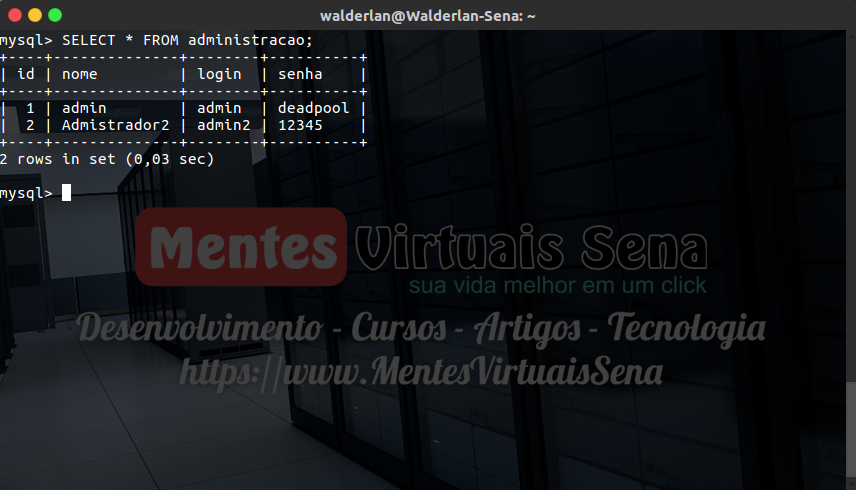 walderlan@Walderlan-Sena: ~
mysql> SELECT * FROM administracao;
+----+--------------+--------+----------+
| id | nome         | login  | senha    |
+----+--------------+--------+----------+
|  1 | admin        | admin  | deadpool |
|  2 | Admistrador2 | admin2 | 12345    |
+----+--------------+--------+----------+
2 rows in set (0,03 sec)
mysql>
Mentes Virtuais Sena
sua vida melhor em um click
Desenvolvimento - Cursos - Artigos - Tecnologia
https://www.MentesVirtuaisSena